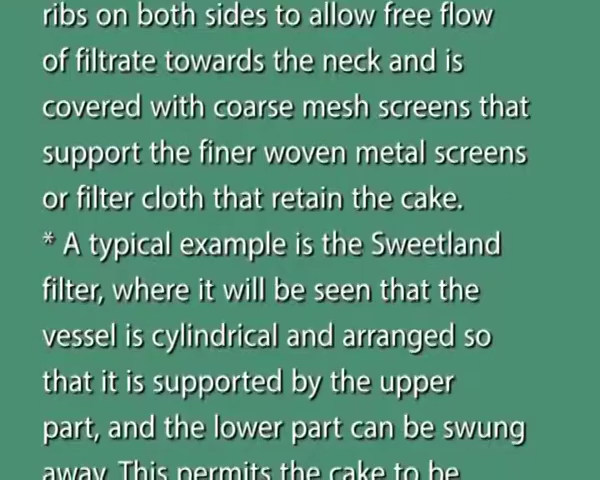 ribs on both sides to allow free flow
of filtrate towards the neck and is
covered with coarse mesh screens that
support the finer woven metal screens
or filter cloth that retain the cake.
* A typical example is the Sweetland
filter, where it will be seen that the
vessel is cylindrical and arranged so
that it is supported by the upper
part, and the lower part can be swung
away. This permits the cake to be